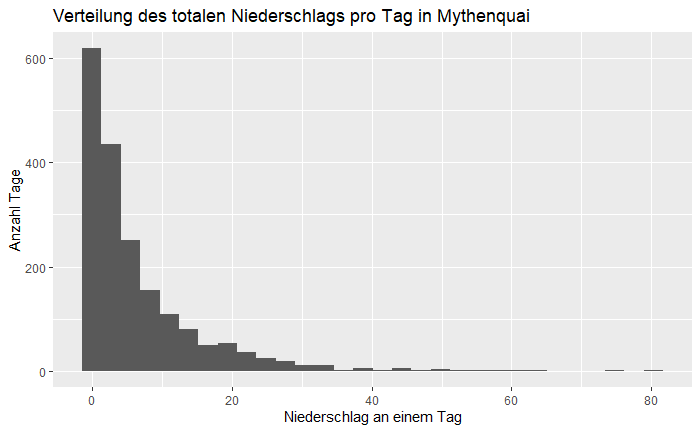 Verteilung des totalen Niederschlags pro Tag in Mythenquai
Anzahl Tage
600
400
200
0
0 20 40 60 80
Niederschlag an einem Tag